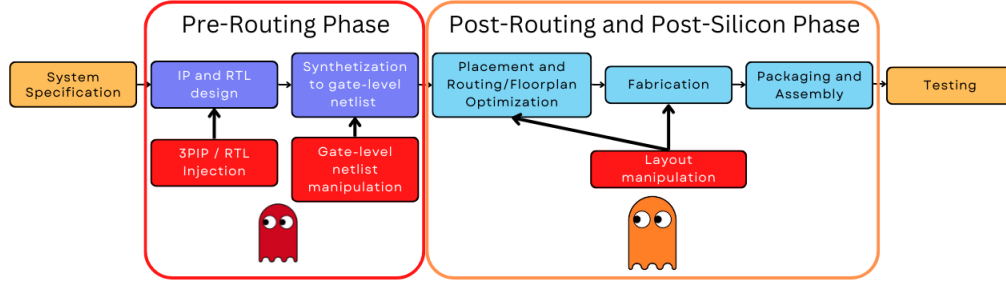 Pre-Routing Phase
Post-Routing and Post-Silicon Phase
System
Specification
IP and RTL
design
Synthetization
to gate-level
netlist
Placement and
Routing/Floorplan
Optimization
Fabrication
Packaging and
Assembly
Testing
3PIP / RTL
Injection
Gate-level
netlist
manipulation
Layout
manipulation